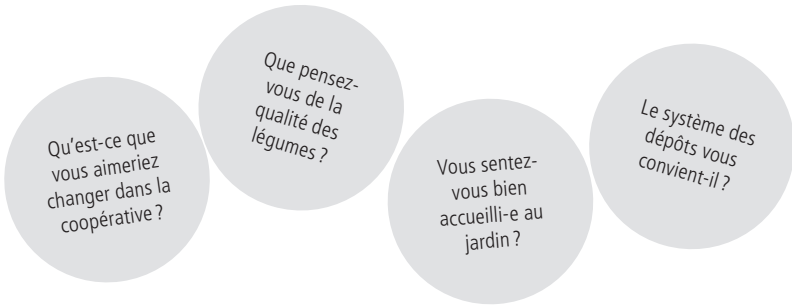 Qu’est-ce que
vous aimeriez
changer dans la
coopérative ?
Que pensez-
vous de la
qualité des
légumes ?
Vous sentez-
vous bien
accueilli-e au
jardin ?
Le système des
dépôts vous
convient-il ?